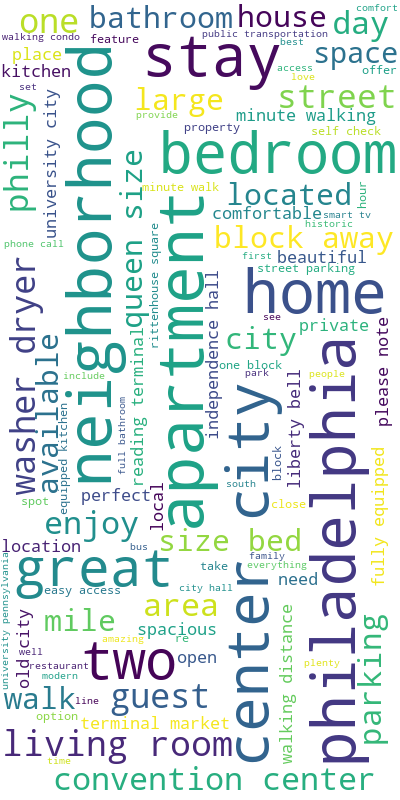 one
bathroom
house
comfort
day
walking condo
feature
public transportation
best
place
stay
space
kitchen
access
offer
love
set
large
street
provide
minute walking
philly
university city
neighborhood
property
self check
bedroom
queen size
minute walk
located
hour
comfortable
smart tv
historic
phone call
block away
rittenhouse square
first
beautiful
street parking
washer dryer
apartment
independence hall
home
see
private
please note
available
reading terminal
city
one block
park
people
include
liberty bell
philadelphia
equipped kitchen
full bathroom
perfect
local
center city
block
south
fully equipped
spot
close
enjoy
size bed
location
bus
family
everything
great
take
need
easy access
city hall
university pennsylvania
mile
area
old city
spacious
re
walking distance
parking
well
amazing
two
open
restaurant
modern
plenty
walk
line
guest
option
terminal market
living room
time
convention center